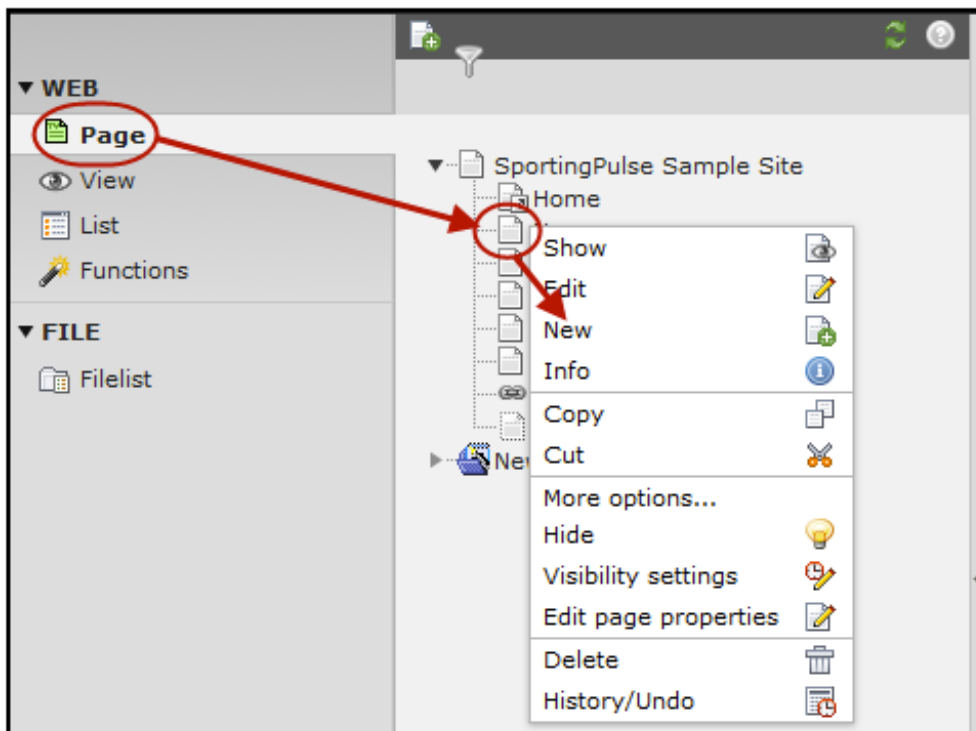 WEB
Page
View
List
Functions
FILE
Filelist
SportingPulse Sample Site
Home
Show
Edit
New
Info
Copy
Cut
More options...
Hide
Visibility settings
Edit page properties
Delete
History/Undo